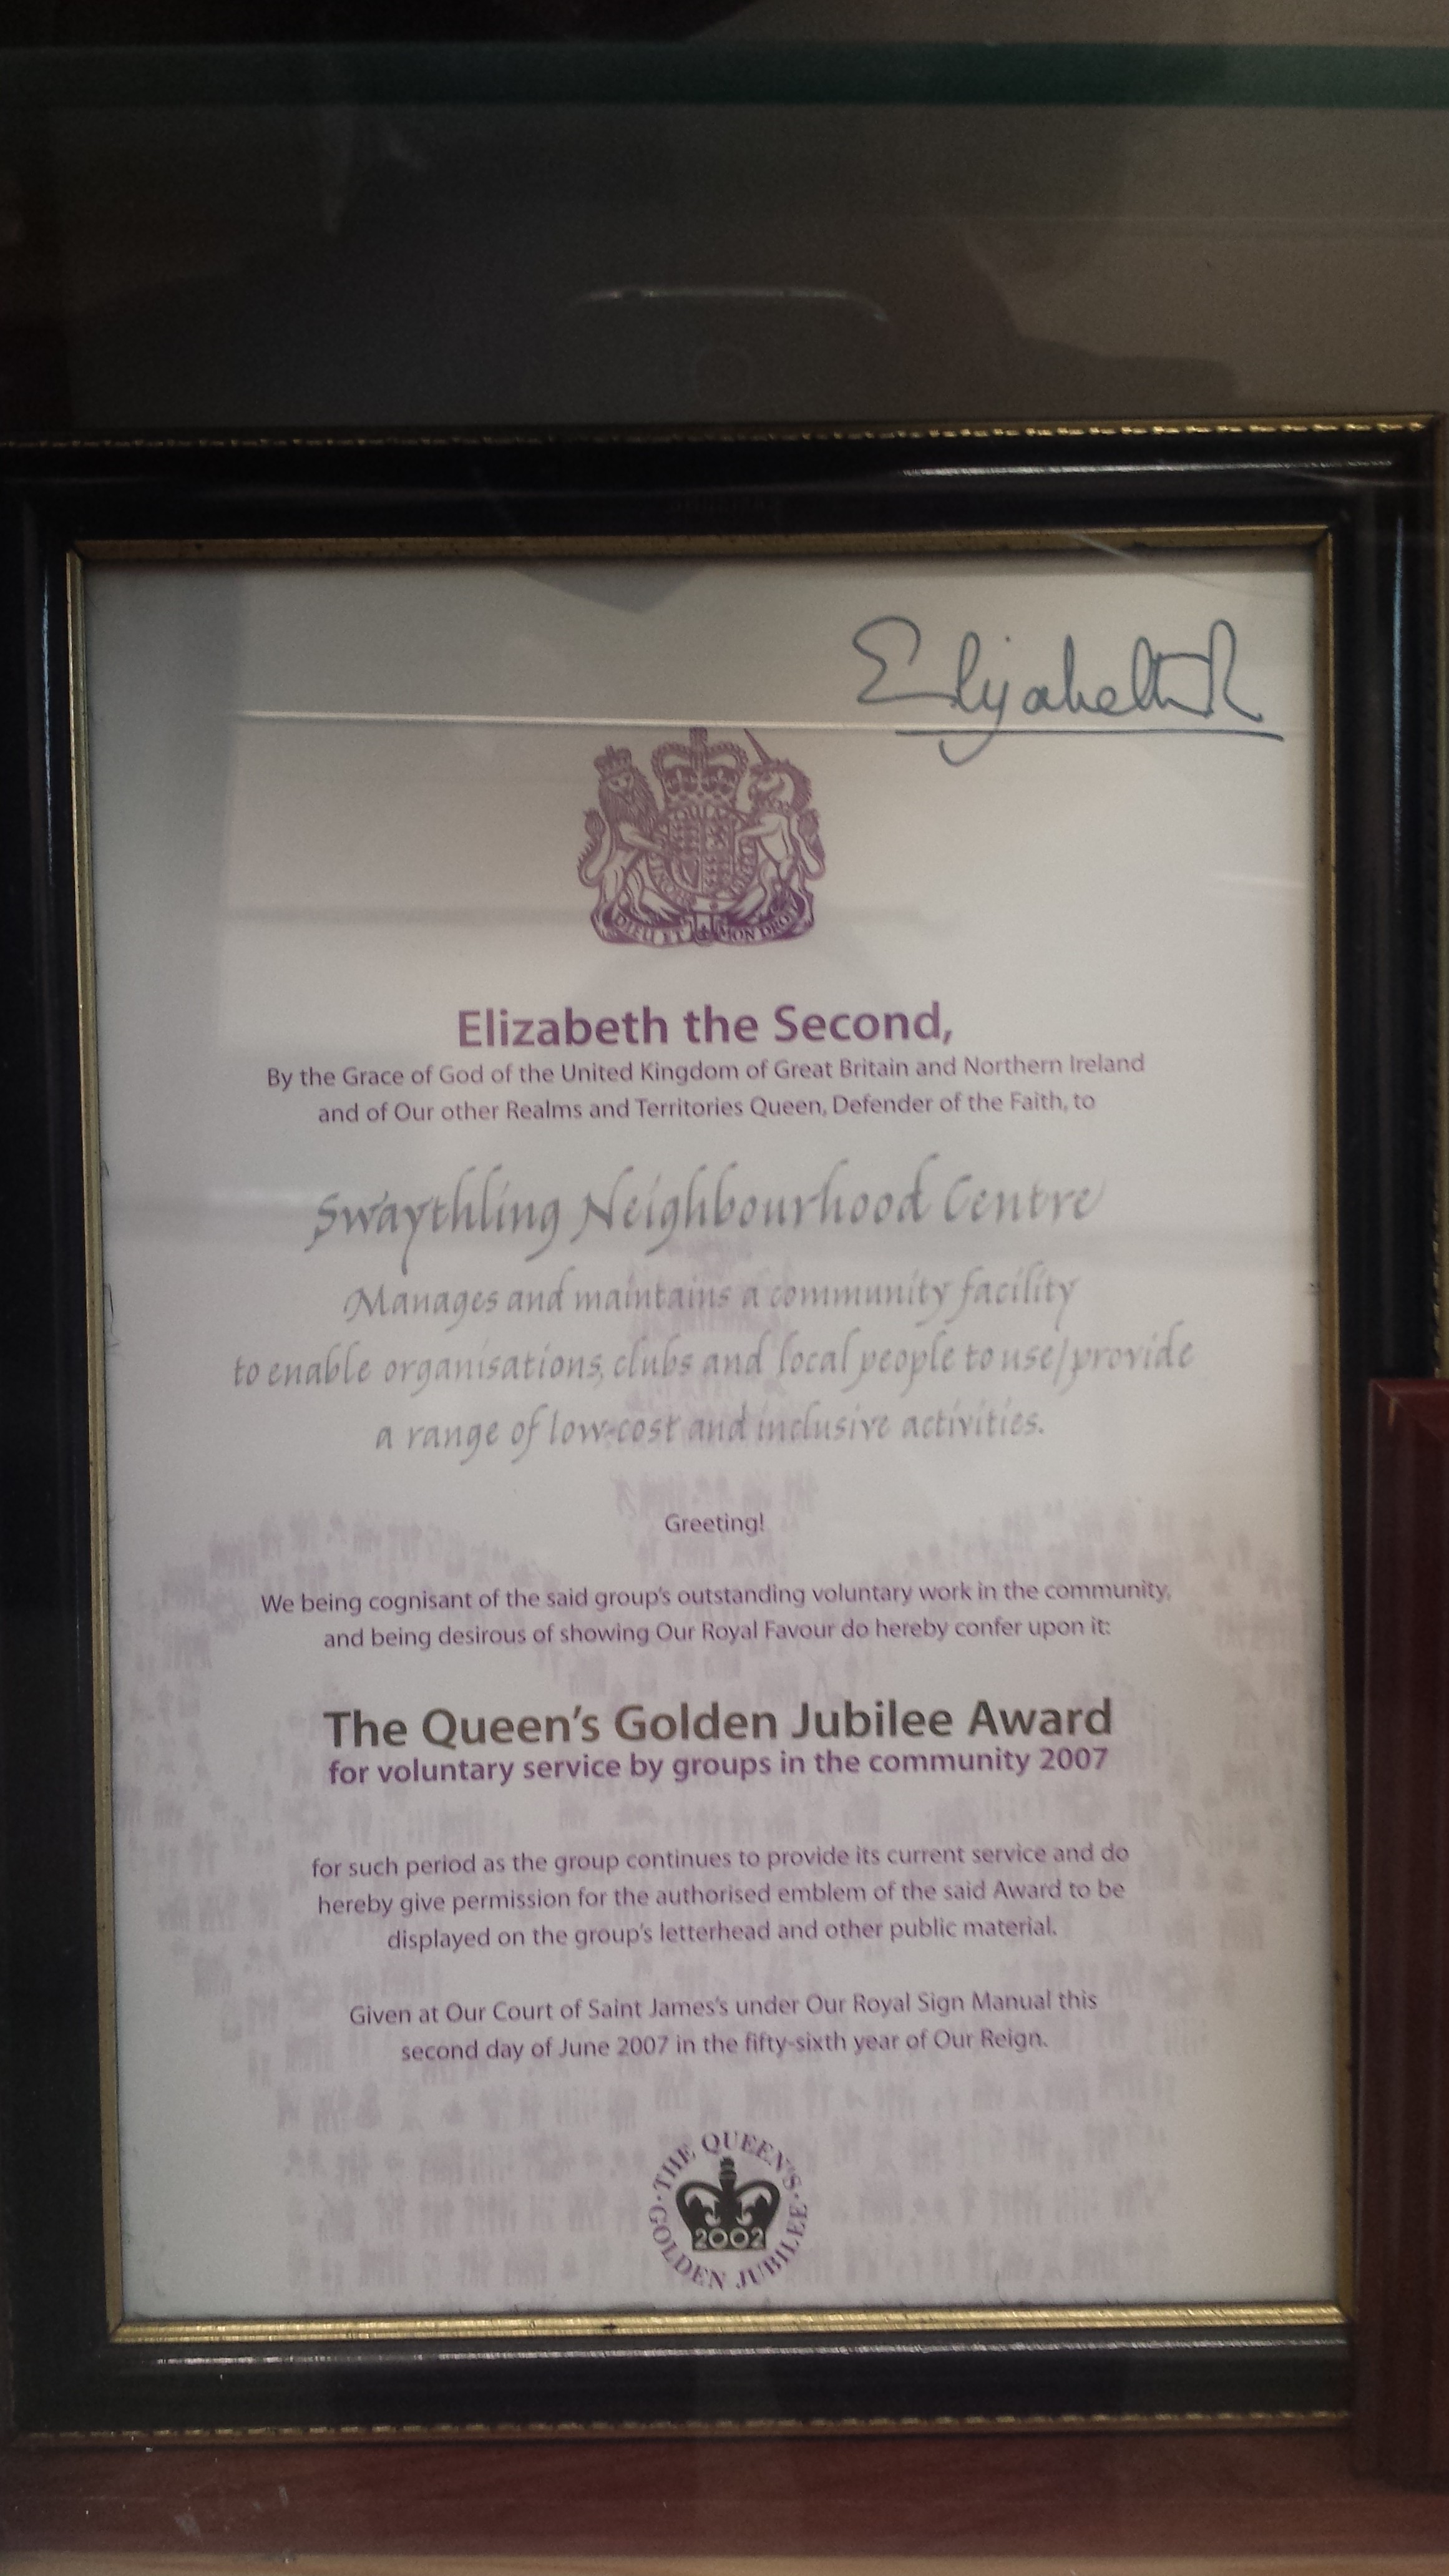 Elizabeth R
DIEU ET MON DROIT
Elizabeth the Second,
By the Grace of God of the United Kingdom of Great Britain and Northern Ireland
and of Our other Realms and Territories Queen, Defender of the Faith, to
Swaythling Neighbourhood Centre
Manages and maintains a community facility
to enable organisations, clubs and local people to use/provide
a range of low-cost and inclusive activities.
Greeting!
We being cognisant of the said group's outstanding voluntary work in the community,
and being desirous of showing Our Royal Favour do hereby confer upon it:
The Queen's Golden Jubilee Award
for voluntary service by groups in the community 2007
for such period as the group continues to provide its current service and do
hereby give permission for the authorised emblem of the said Award to be
displayed on the group's letterhead and other public material.
Given at Our Court of Saint James's under Our Royal Sign Manual this
second day of June 2007 in the fifty-sixth year of Our Reign.
THE QUEEN'S
GOLDEN JUBILEE
2002